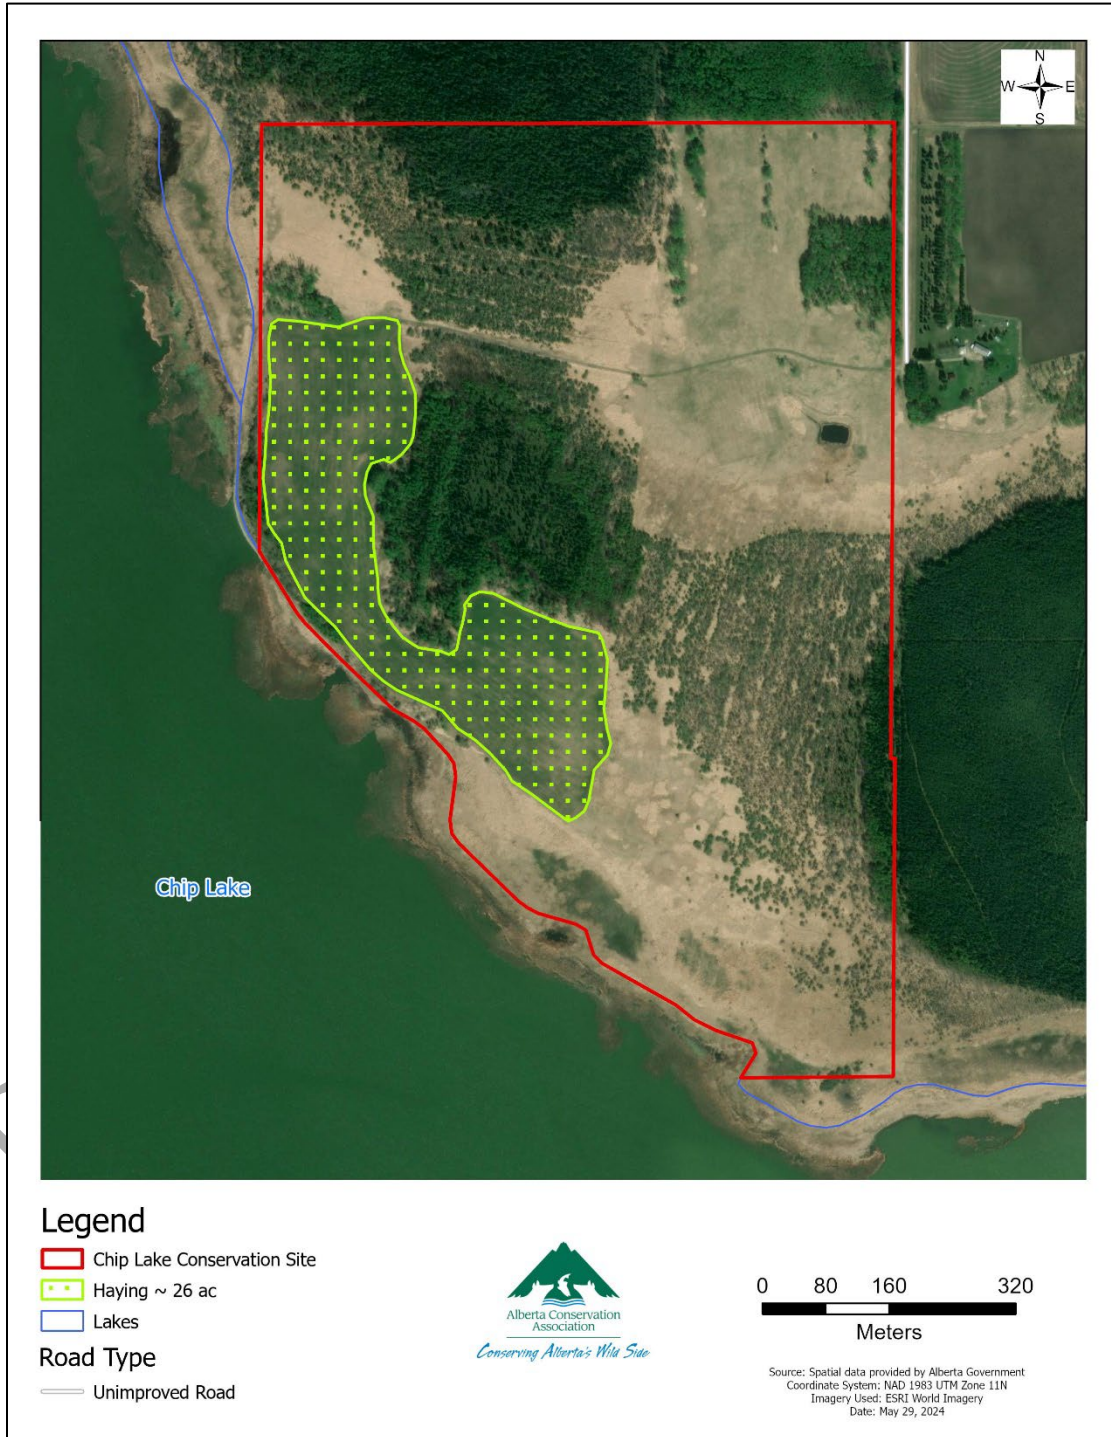 N
W E
S
Chip Lake
Legend
Chip Lake Conservation Site
Haying ~ 26 ac
Lakes
Road Type
Unimproved Road
Alberta Conservation
Association
Conserving Alberta's Wild Side
0 80 160 320
Meters
Source: Spatial data provided by Alberta Government
Coordinate System: NAD 1983 UTM Zone 11N
Imagery Used: ESRI World Imagery
Date: May 29, 2024